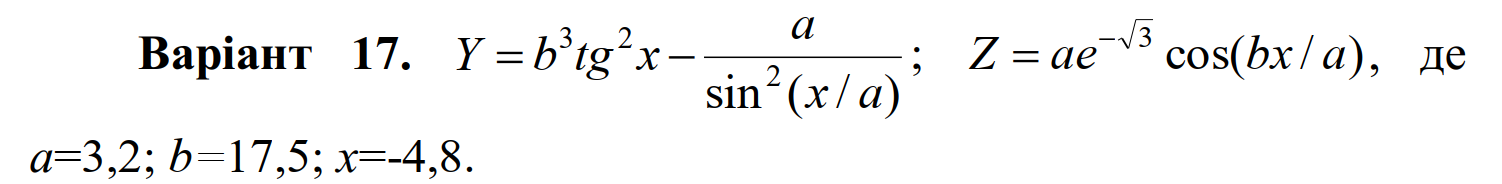 Варіант 17. Y = b³tg²x − a / sin²(x / a); Z = ae^(−√3) cos(bx / a), де
a=3,2; b=17,5; x=-4,8.